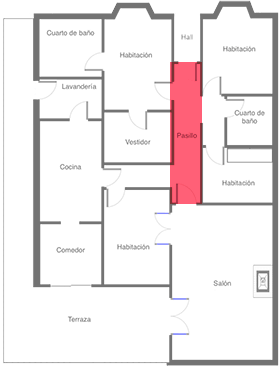 Cuarto de baño
Hall
Habitación
Habitación
Lavandería
Cuarto de
baño
Pasillo
Vestidor
Cocina
Habitación
Habitación
Comedor
Salón
Terraza